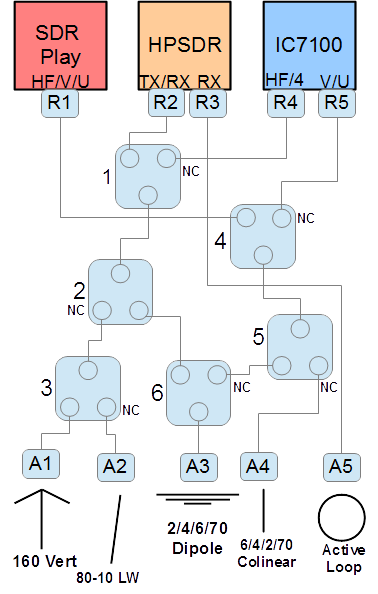 SDR
Play
HF/V/U
HPSDR
TX/RX RX
IC7100
HF/4 V/U
R1
R2
R3
R4
R5
1
NC
4
NC
2
NC
5
NC
3
NC
6
NC
A1
A2
A3
A4
A5
160 Vert
80-10 LW
2/4/6/70
Dipole
6/4/2/70
Colinear
Active
Loop